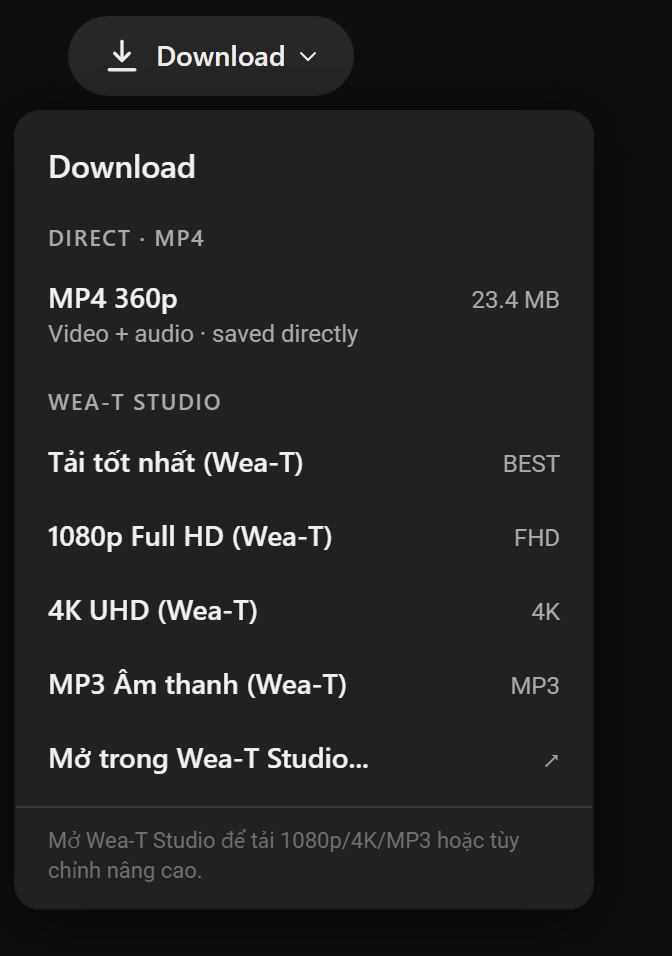 Download
Download
DIRECT · MP4
MP4 360p
23.4 MB
Video + audio · saved directly
WEA-T STUDIO
Tải tốt nhất (Wea-T)
BEST
1080p Full HD (Wea-T)
FHD
4K UHD (Wea-T)
4K
MP3 Âm thanh (Wea-T)
MP3
Mở trong Wea-T Studio...
↗
Mở Wea-T Studio để tải 1080p/4K/MP3 hoặc tùy
chỉnh nâng cao.